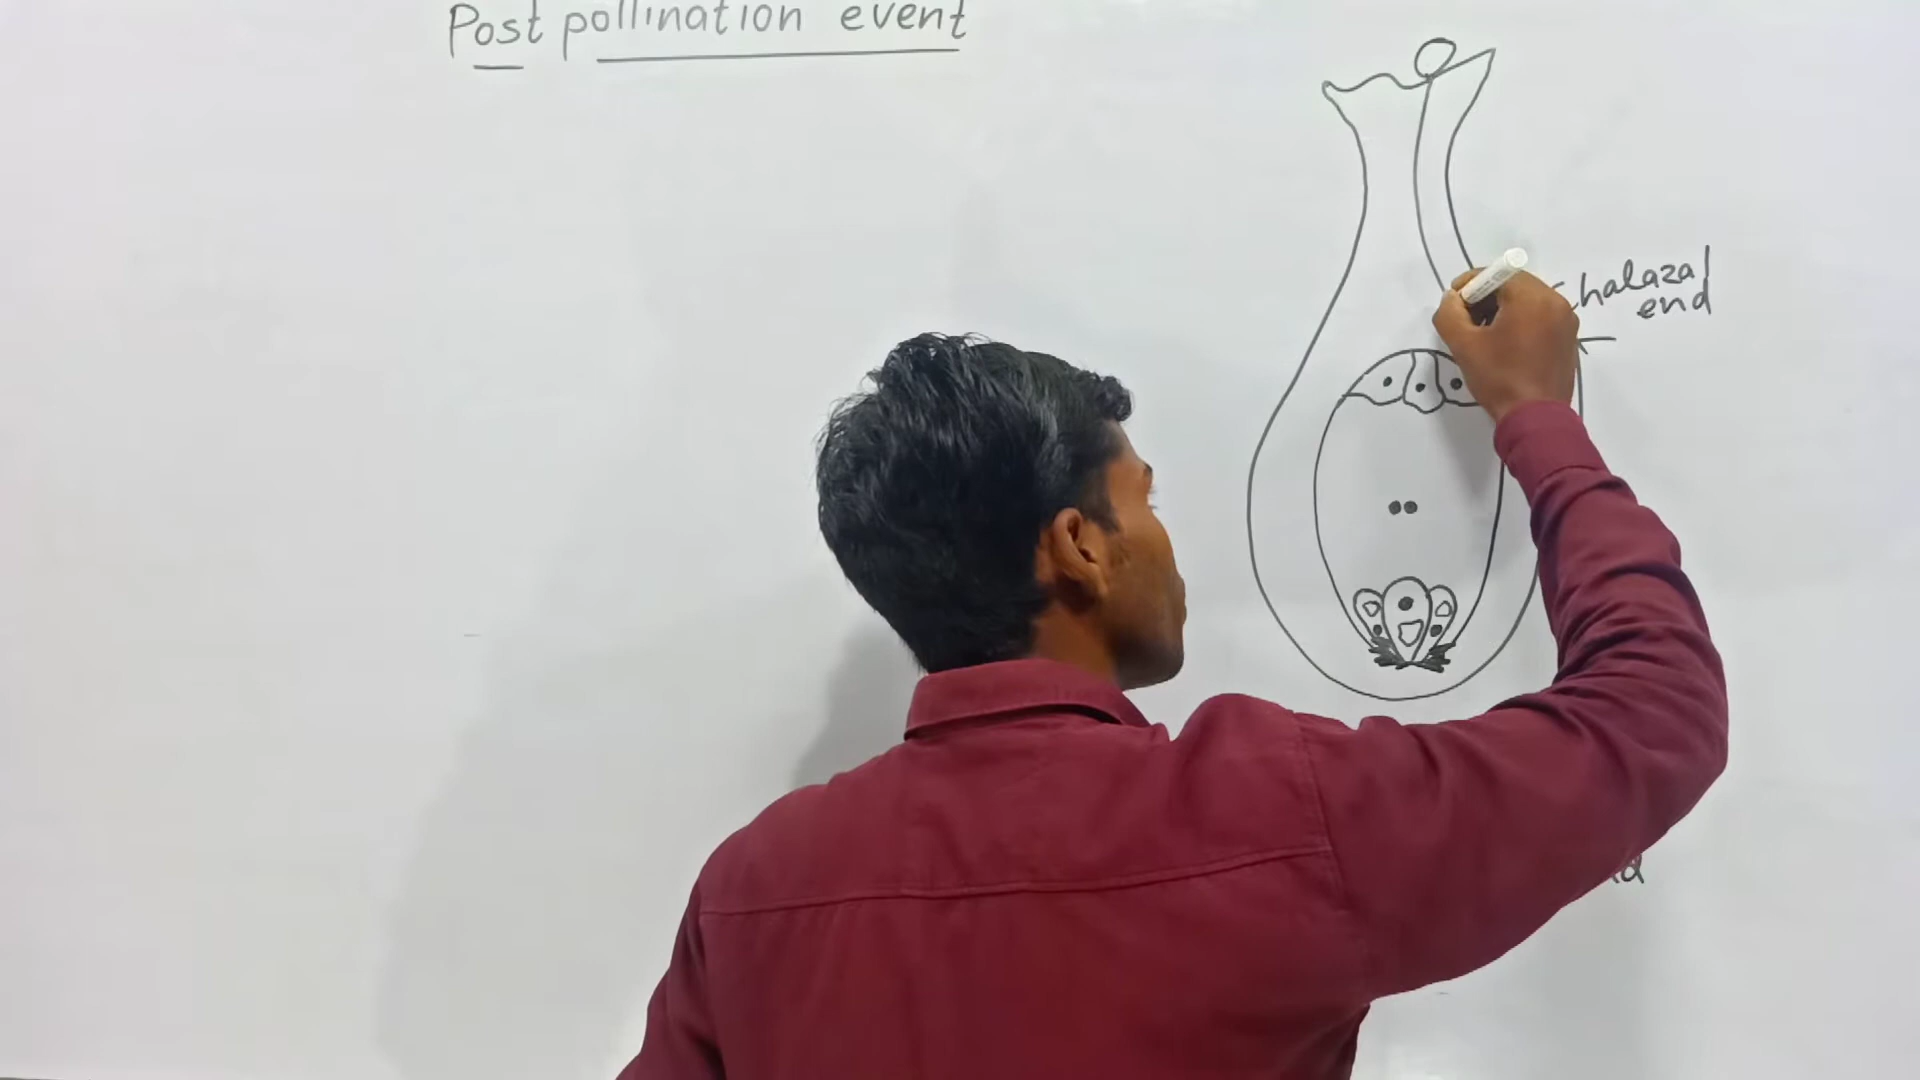 Post pollination event
chalazal
end